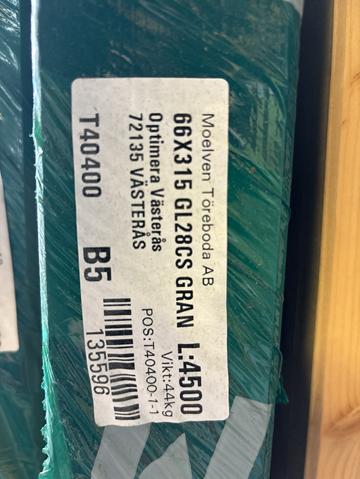 Moelven Töreboda AB
66X315 GL28CS GRAN L:4500
Optimera Västerås
72135 VÄSTERÅS
Vikt:44kg
POS:T40400-1-1
T40400 B5
135596